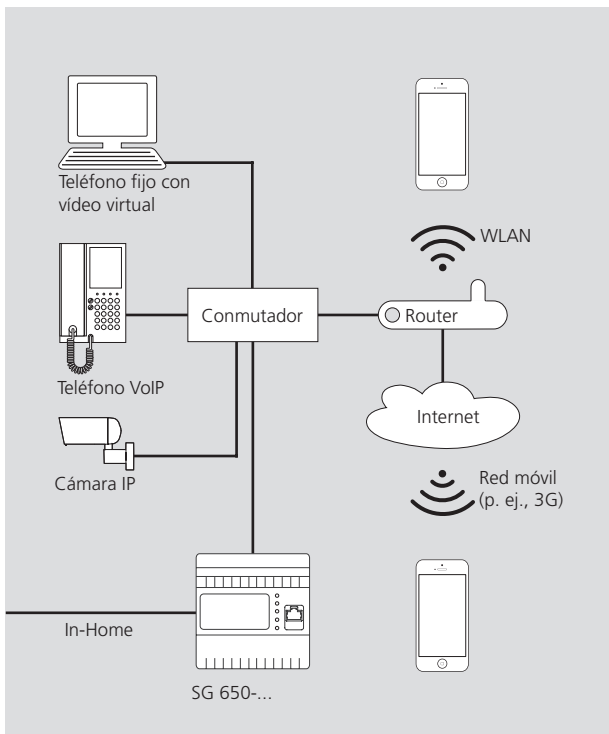 Teléfono fijo con
vídeo virtual
WLAN
Conmutador
Router
Teléfono VoIP
Internet
Cámara IP
Red móvil
(p. ej., 3G)
In-Home
SG 650-...